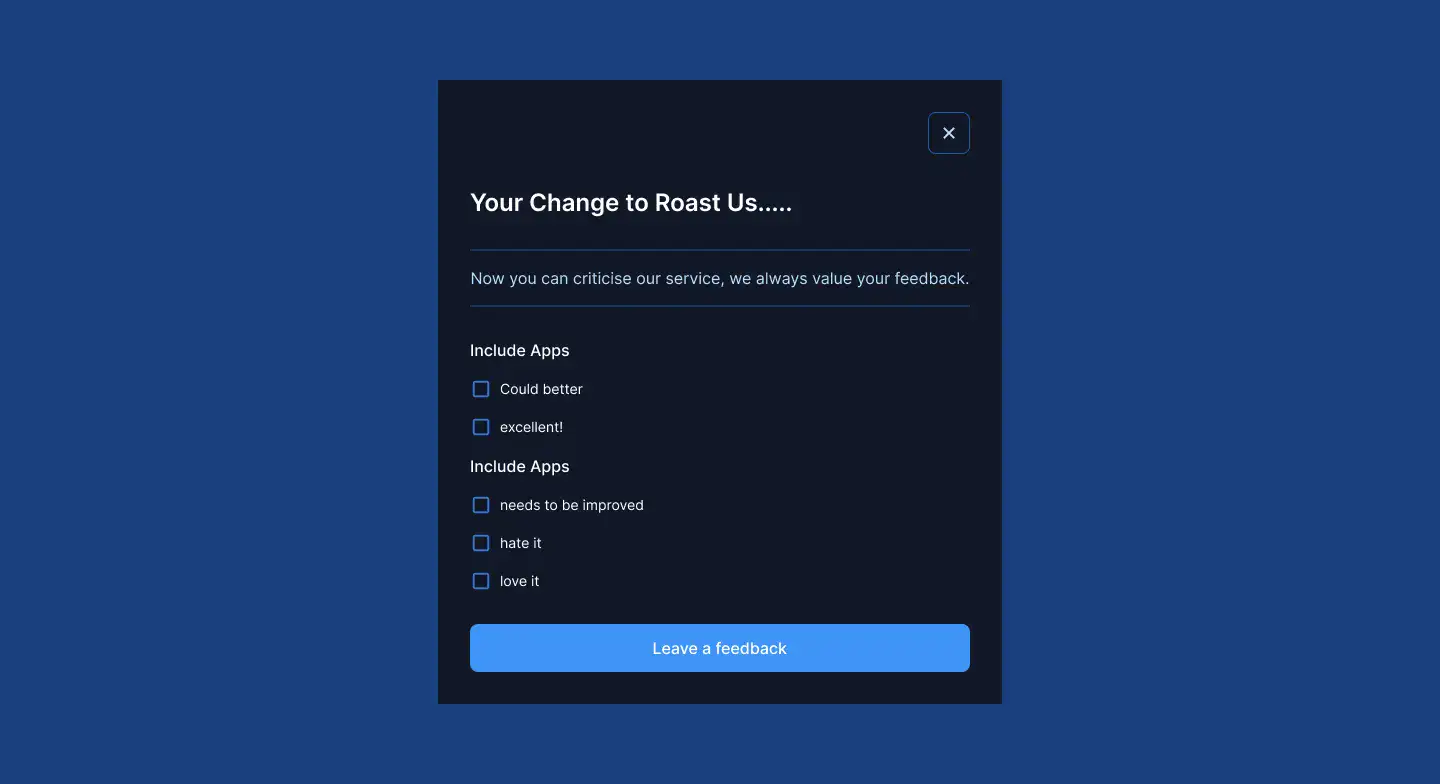 Your Change to Roast Us.....
Now you can criticise our service, we always value your feedback.
Include Apps
Could better
excellent!
Include Apps
needs to be improved
hate it
love it
Leave a feedback